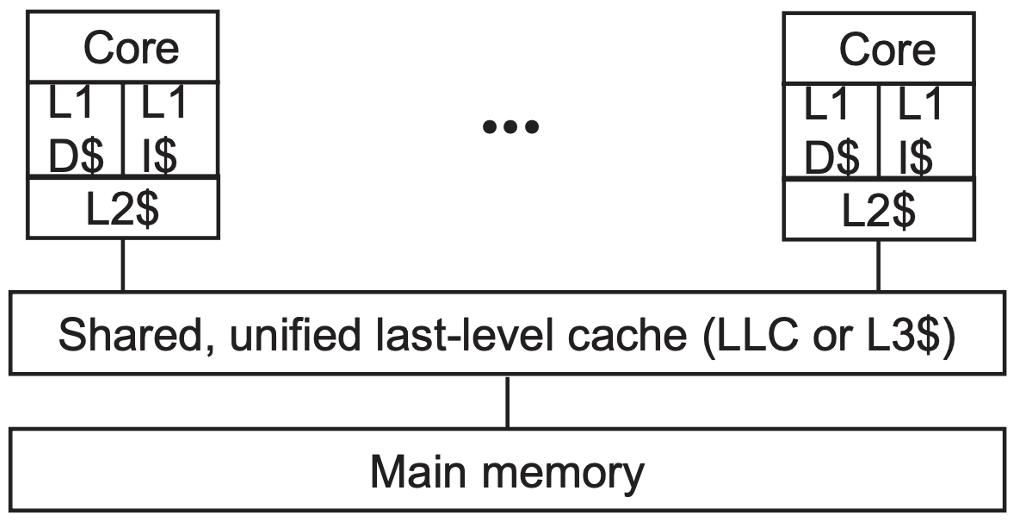 Core
L1 L1
D$ I$
L2$
...
Core
L1 L1
D$ I$
L2$
Shared, unified last-level cache (LLC or L3$)
Main memory